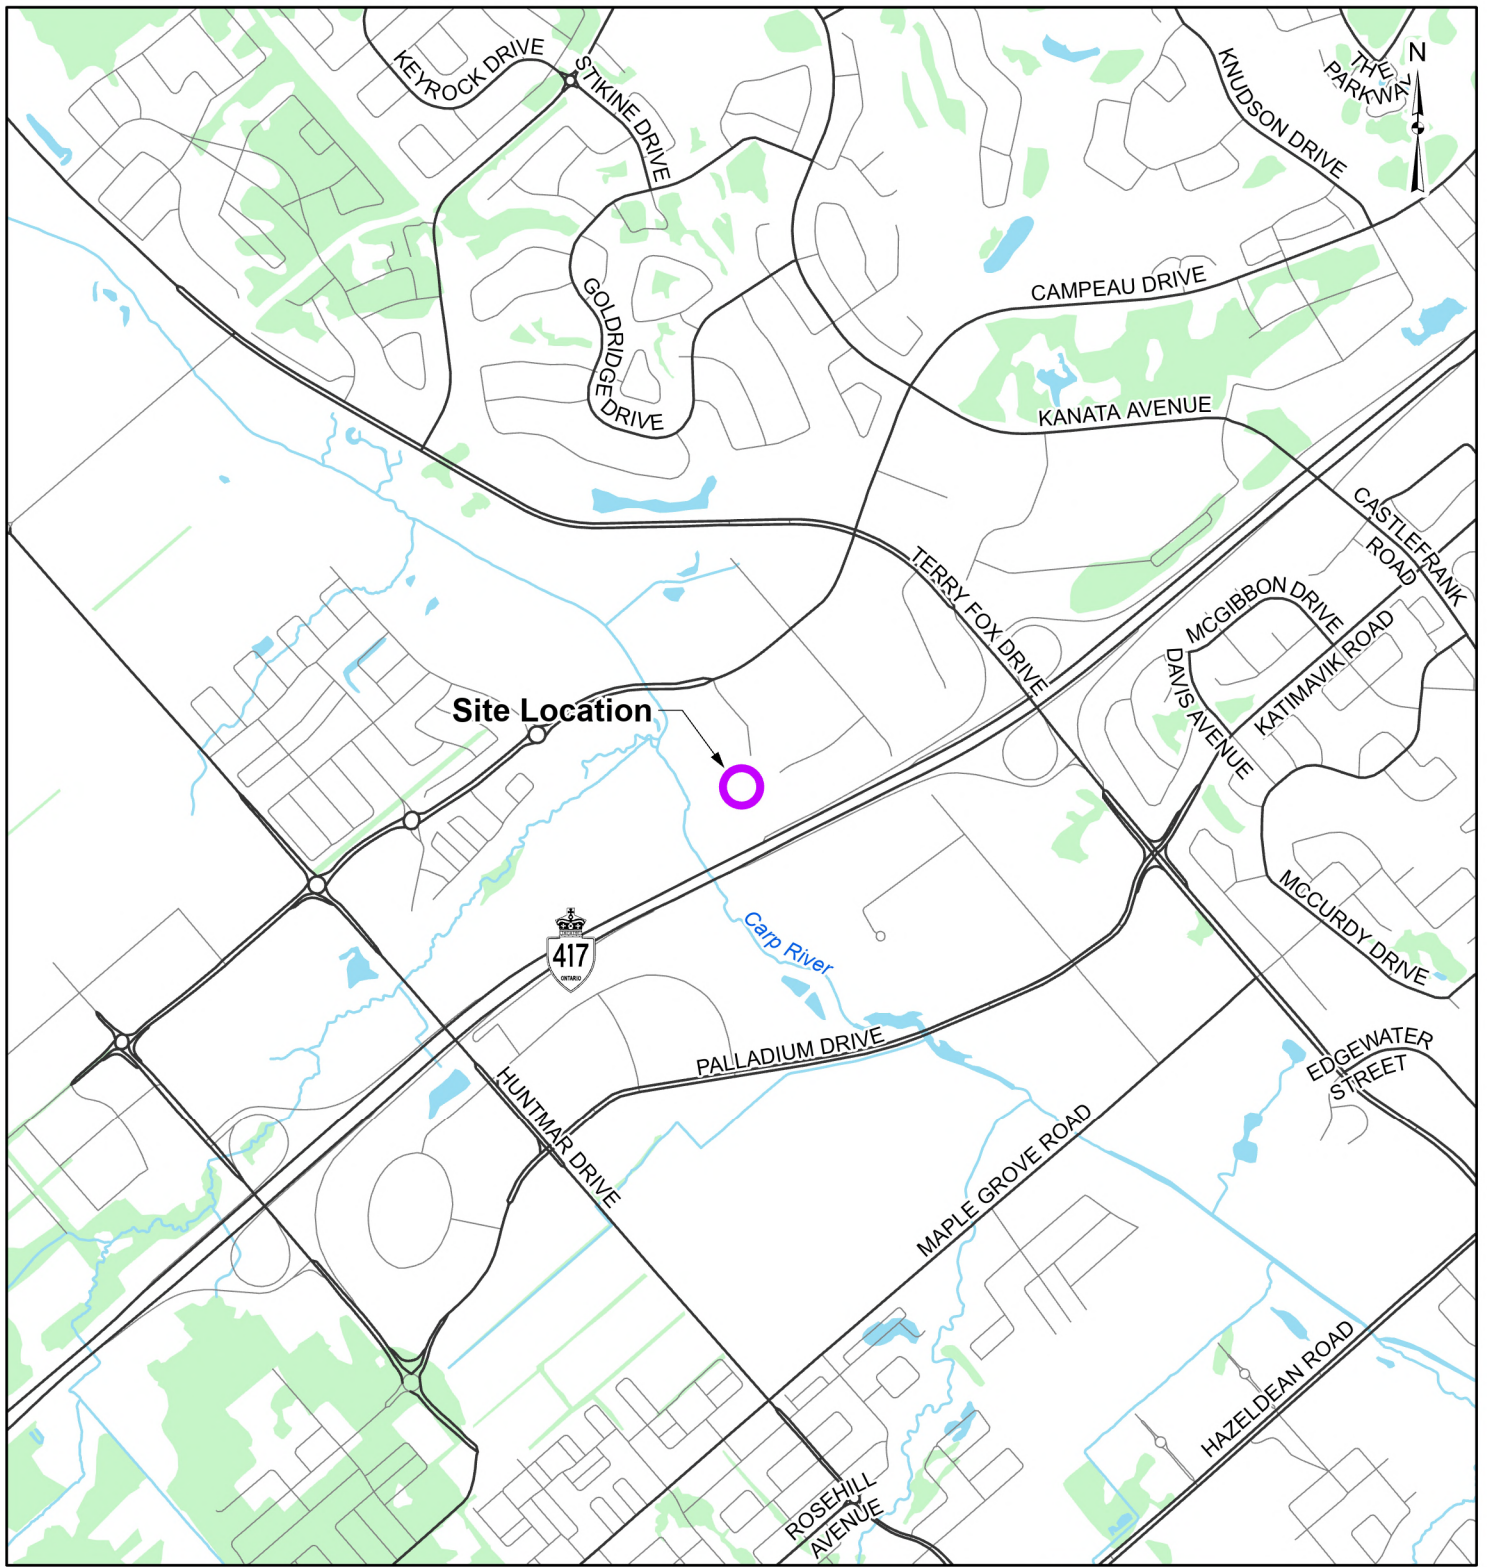 KEYROCK DRIVE
STIKINE DRIVE
KNUDSON DRIVE
THE
PARKWAY
N
GOLDRIDGE DRIVE
CAMPEAU DRIVE
KANATA AVENUE
CASTLEFRANK
ROAD
TERRY FOX DRIVE
MCGIBBON DRIVE
KATIMAVIK ROAD
DAVIS AVENUE
Site Location
MCCURDY DRIVE
417
ONTARIO
Carp River
PALLADIUM DRIVE
EDGEWATER
STREET
HUNTMAR DRIVE
MAPLE GROVE ROAD
HAZELDEAN ROAD
ROSEHILL
AVENUE